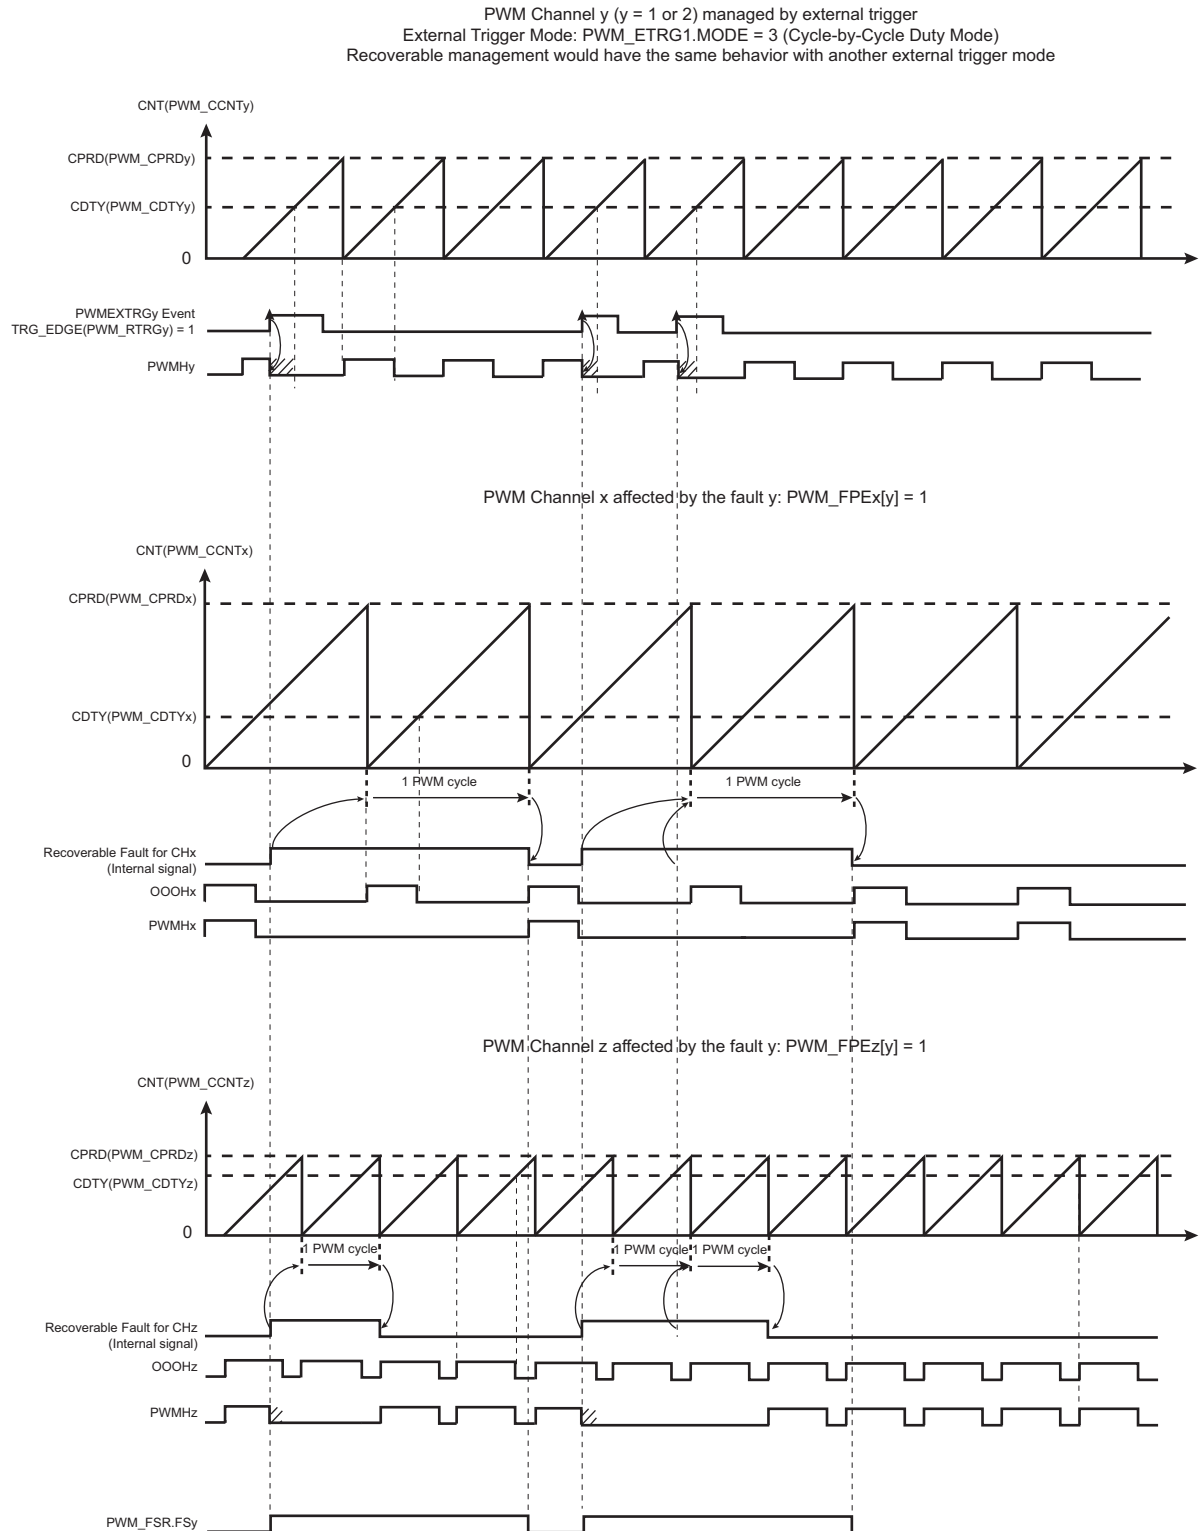 PWM Channel y (y = 1 or 2) managed by external trigger
External Trigger Mode: PWM_ETRG1.MODE = 3 (Cycle-by-Cycle Duty Mode)
Recoverable management would have the same behavior with another external trigger mode
CNT(PWM_CCNTy)
CPRD(PWM_CPRDy)
CDTY(PWM_CDTYy)
0
PWMEXTRGy Event
TRG_EDGE(PWM_RTRGy) = 1
PWMHy
PWM Channel x affected by the fault y: PWM_FPEx[y] = 1
CNT(PWM_CCNTx)
CPRD(PWM_CPRDx)
CDTY(PWM_CDTYx)
0
1 PWM cycle
1 PWM cycle
Recoverable Fault for CHx
(Internal signal)
OOOHx
PWMHx
PWM Channel z affected by the fault y: PWM_FPEz[y] = 1
CNT(PWM_CCNTz)
CPRD(PWM_CPRDz)
CDTY(PWM_CDTYz)
0
1 PWM cycle
1 PWM cycle
1 PWM cycle
Recoverable Fault for CHz
(Internal signal)
OOOHz
PWMHz
PWM_FSR.FSy